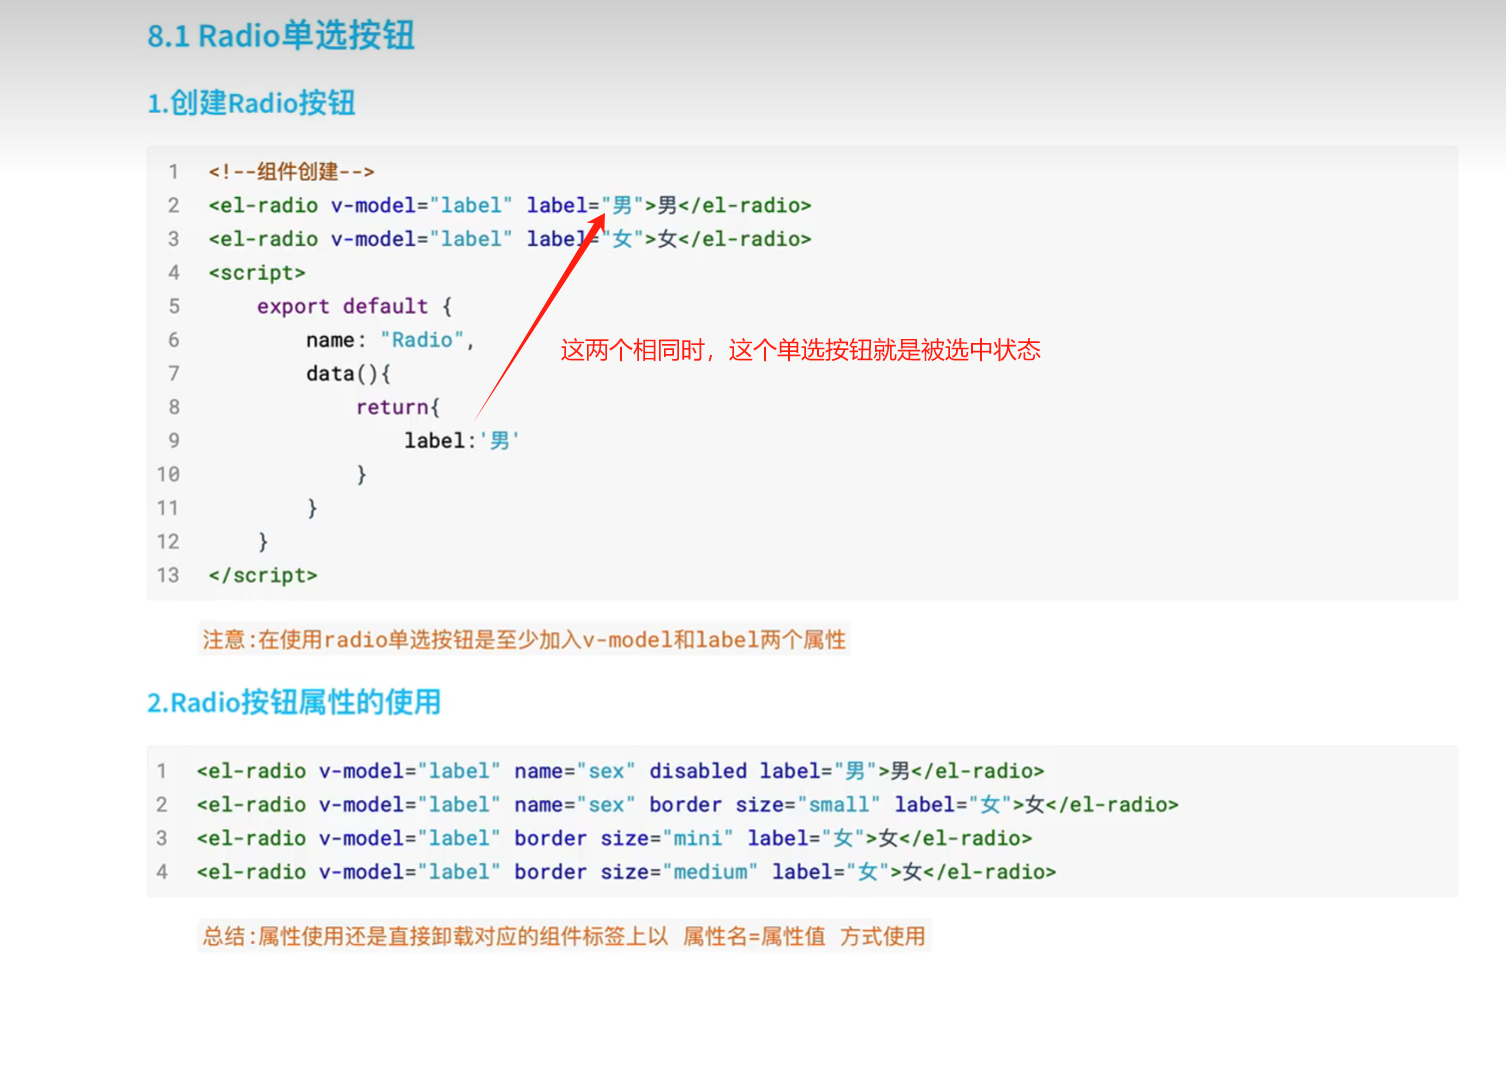 8.1 Radio单选按钮
1.创建Radio按钮
1 <!--组件创建-->
2 <el-radio v-model="label" label="男">男</el-radio>
3 <el-radio v-model="label" label="女">女</el-radio>
4 <script>
5 export default {
6 name: "Radio",
这两个相同时，这个单选按钮就是被选中状态
7 data(){
8 return{
9 label:'男'
10 }
11 }
12 }
13 </script>
注意:在使用radio单选按钮是至少加入v-model和label两个属性
2.Radio按钮属性的使用
1 <el-radio v-model="label" name="sex" disabled label="男">男</el-radio>
2 <el-radio v-model="label" name="sex" border size="small" label="女">女</el-radio>
3 <el-radio v-model="label" border size="mini" label="女">女</el-radio>
4 <el-radio v-model="label" border size="medium" label="女">女</el-radio>
总结:属性使用还是直接卸载对应的组件标签上以 属性名=属性值 方式使用